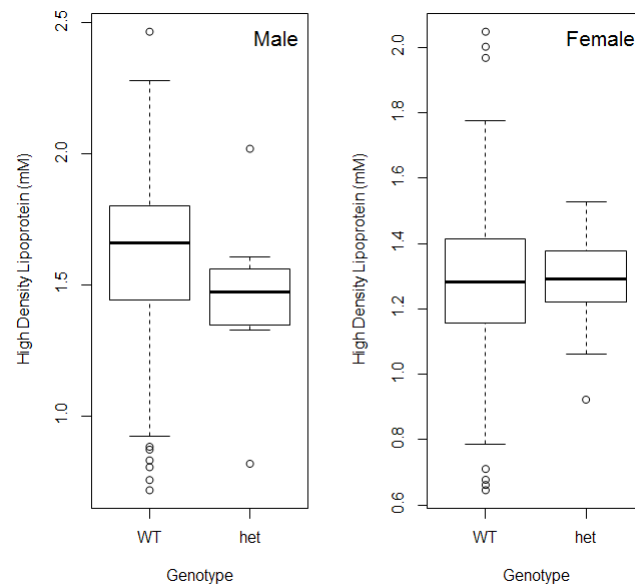 Male
High Density Lipoprotein (mM)
2.5
2.0
1.5
1.0
WT het
Genotype
Female
High Density Lipoprotein (mM)
2.0
1.8
1.6
1.4
1.2
1.0
0.8
0.6
WT het
Genotype